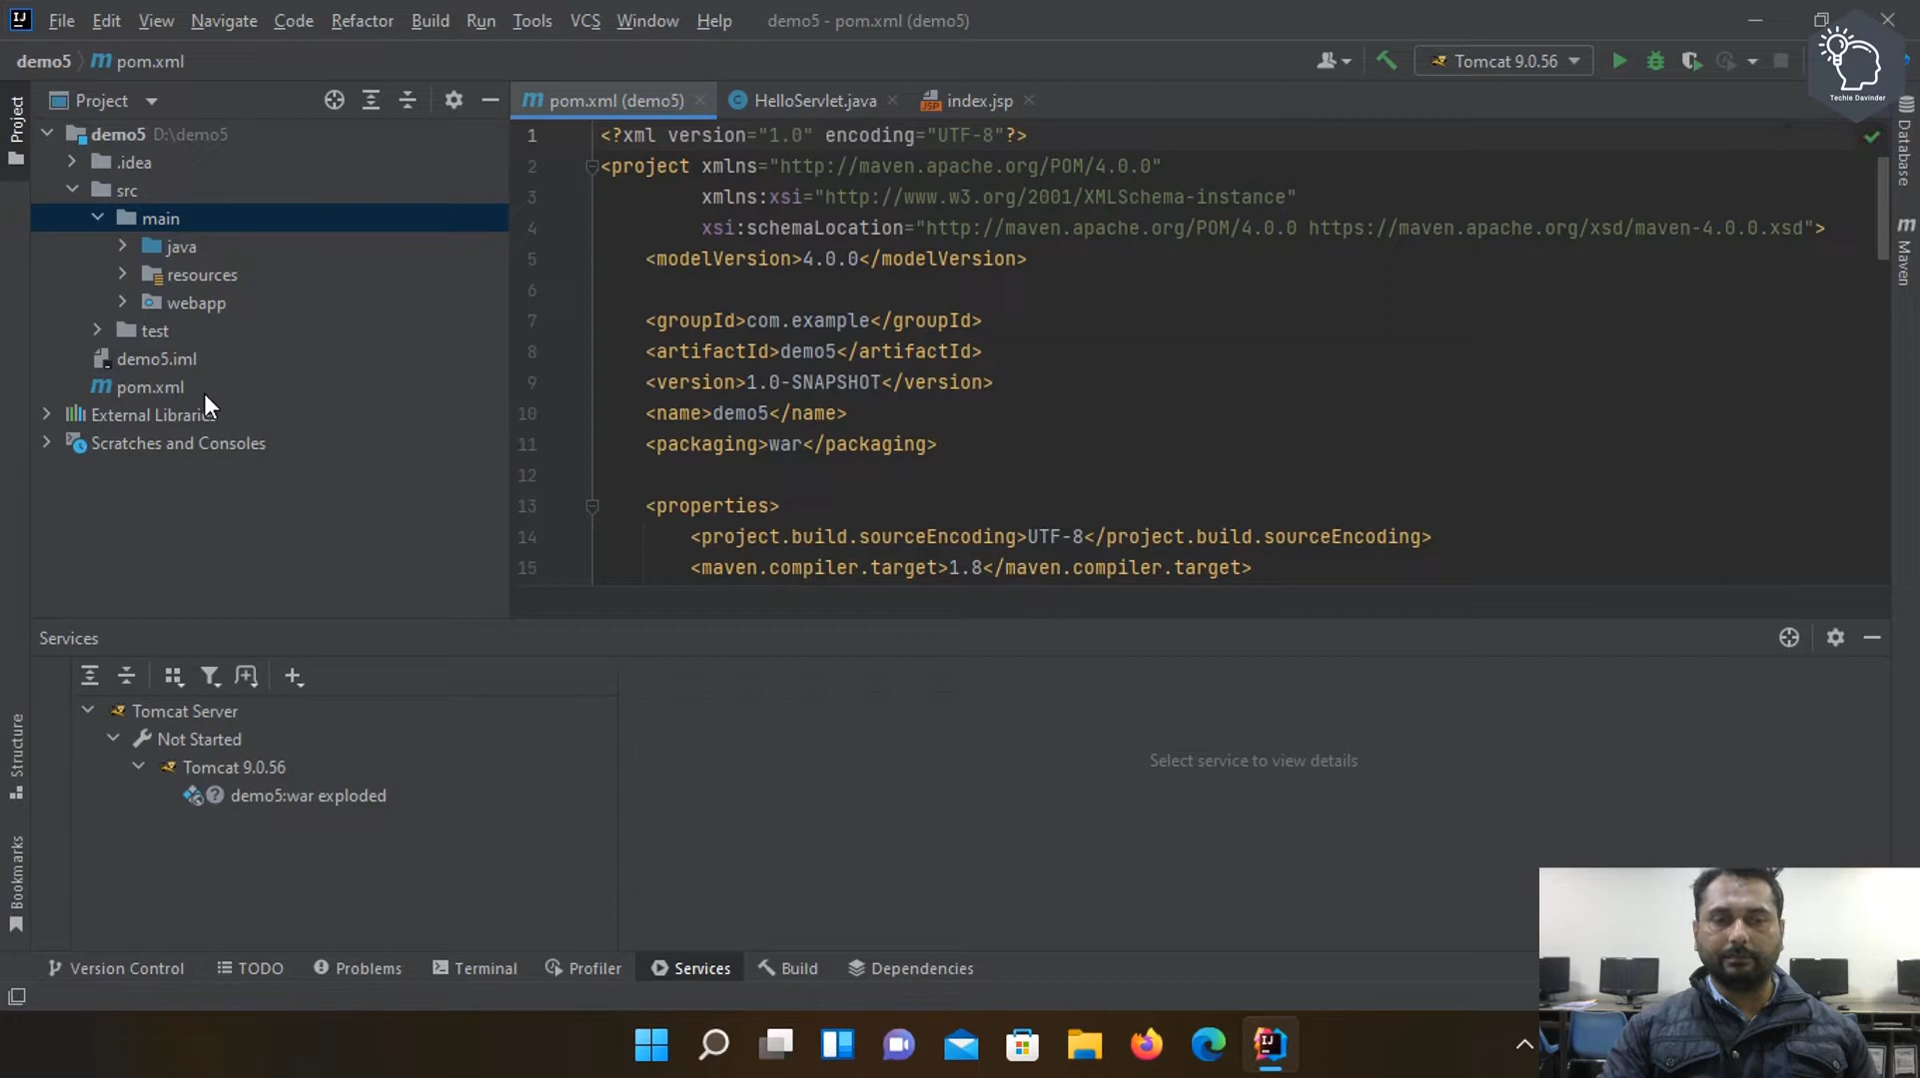 File Edit View Navigate Code Refactor Build Run Tools VCS Window Help demo5 - pom.xml (demo5)
demo5 pom.xml
Tomcat 9.0.56
Techie Davinder
Project
Project
pom.xml (demo5)
HelloServlet.java
index.jsp
demo5 D:\demo5
.idea
src
main
java
resources
webapp
test
demo5.iml
pom.xml
External Librarie
Scratches and Consoles
1 <?xml version="1.0" encoding="UTF-8"?>
2 <project xmlns="http://maven.apache.org/POM/4.0.0"
3 xmlns:xsi="http://www.w3.org/2001/XMLSchema-instance"
4 xsi:schemaLocation="http://maven.apache.org/POM/4.0.0 https://maven.apache.org/xsd/maven-4.0.0.xsd">
5 <modelVersion>4.0.0</modelVersion>
6
7 <groupId>com.example</groupId>
8 <artifactId>demo5</artifactId>
9 <version>1.0-SNAPSHOT</version>
10 <name>demo5</name>
11 <packaging>war</packaging>
12
13 <properties>
14 <project.build.sourceEncoding>UTF-8</project.build.sourceEncoding>
15 <maven.compiler.target>1.8</maven.compiler.target>
Database
Maven
Services
Tomcat Server
Not Started
Tomcat 9.0.56
demo5:war exploded
Select service to view details
Structure
Bookmarks
Version Control TODO Problems Terminal Profiler Services Build Dependencies